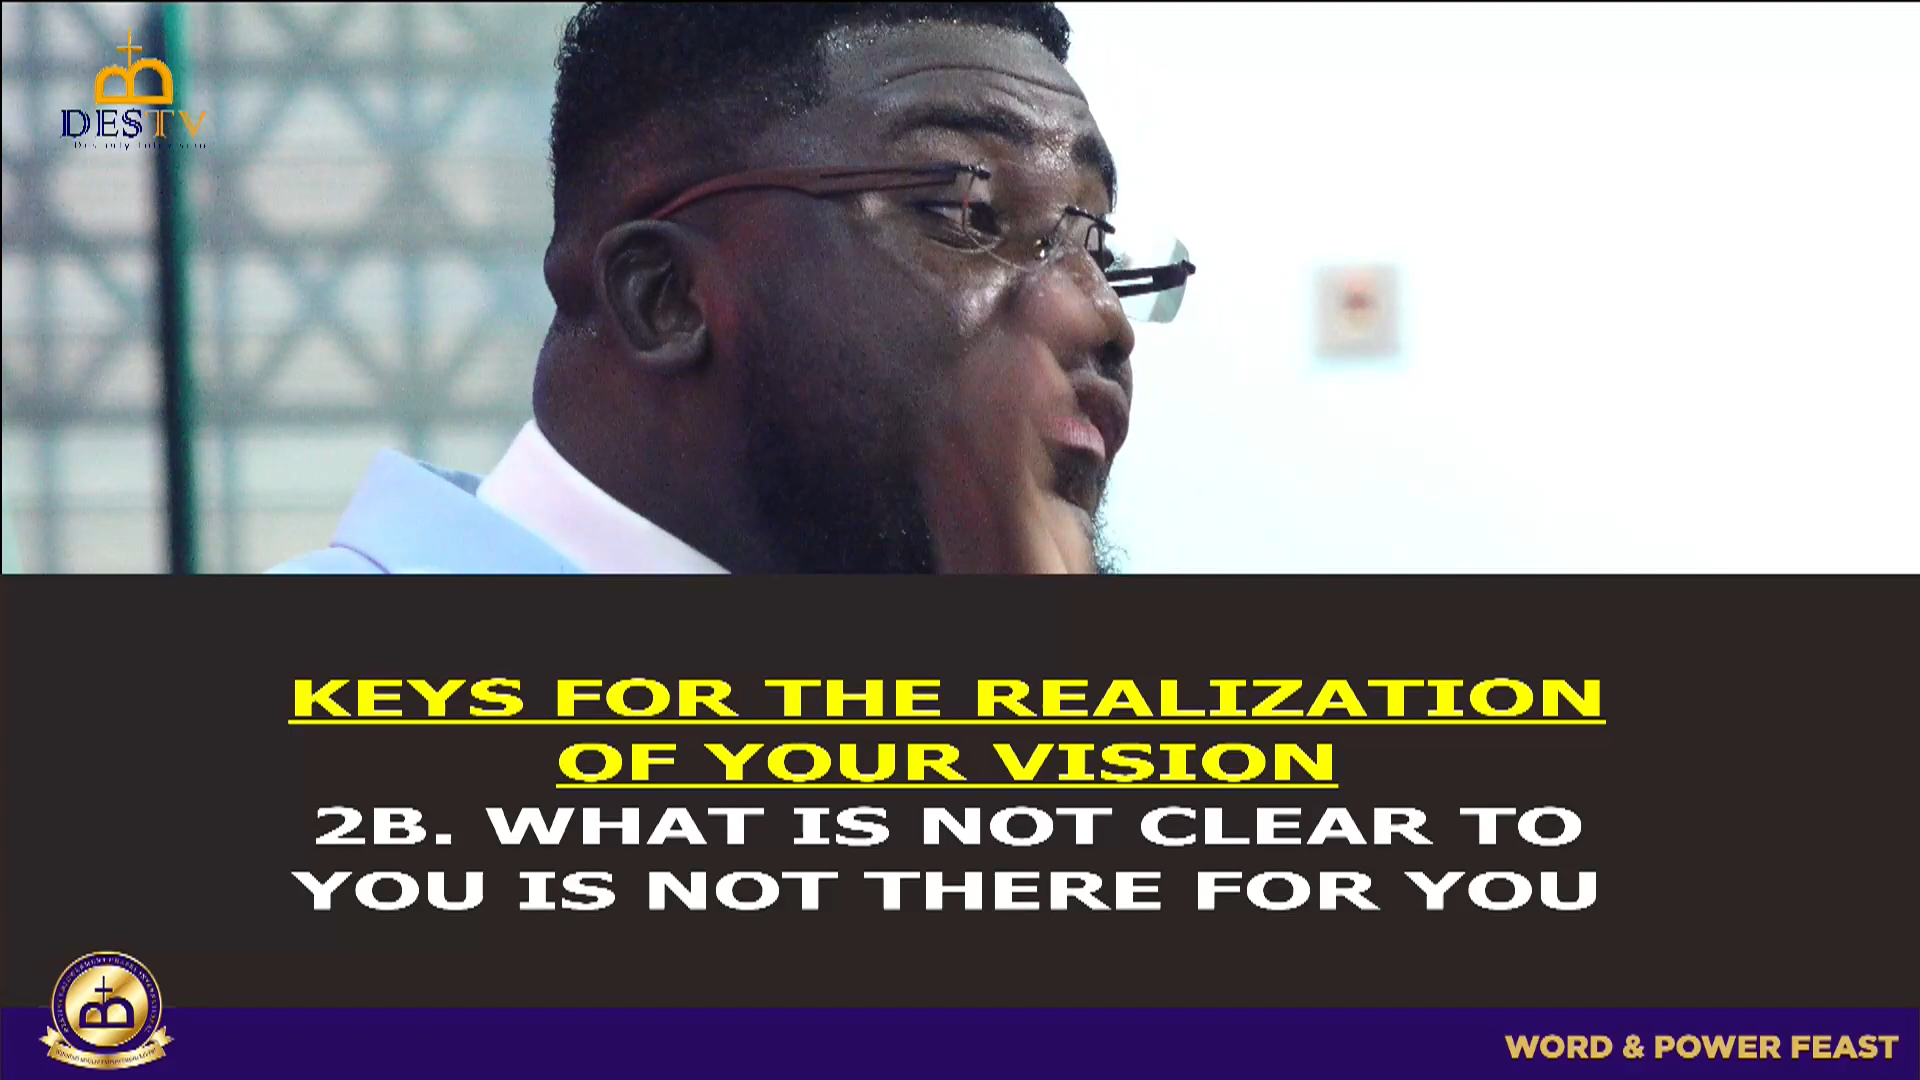 DESTV
KEYS FOR THE REALIZATION
OF YOUR VISION
2B. WHAT IS NOT CLEAR TO
YOU IS NOT THERE FOR YOU
WORD & POWER FEAST